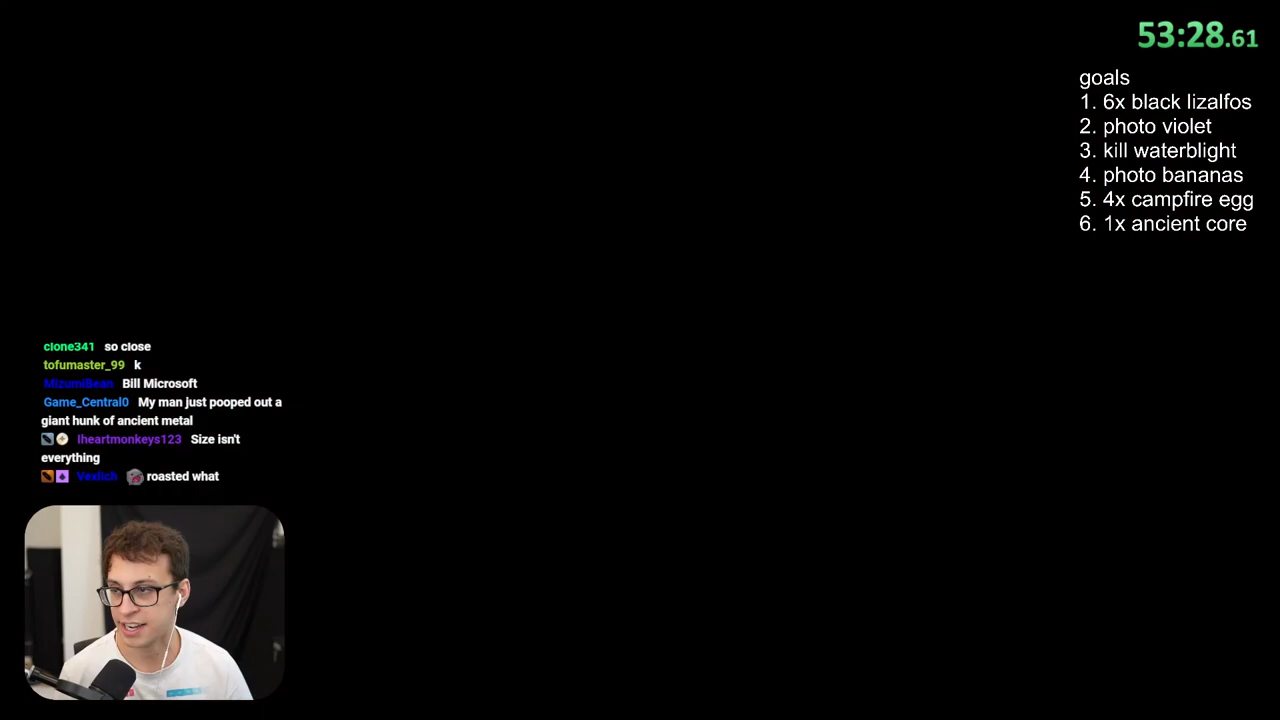 53:28.61
goals
1. 6x black lizalfos
2. photo violet
3. kill waterblight
4. photo bananas
5. 4x campfire egg
6. 1x ancient core
clone341 so close
tofumaster_99 k
MizumiBean Bill Microsoft
Game_Central0 My man just pooped out a
giant hunk of ancient metal
Iheartmonkeys123 Size isn't
everything
Vexlich roasted what